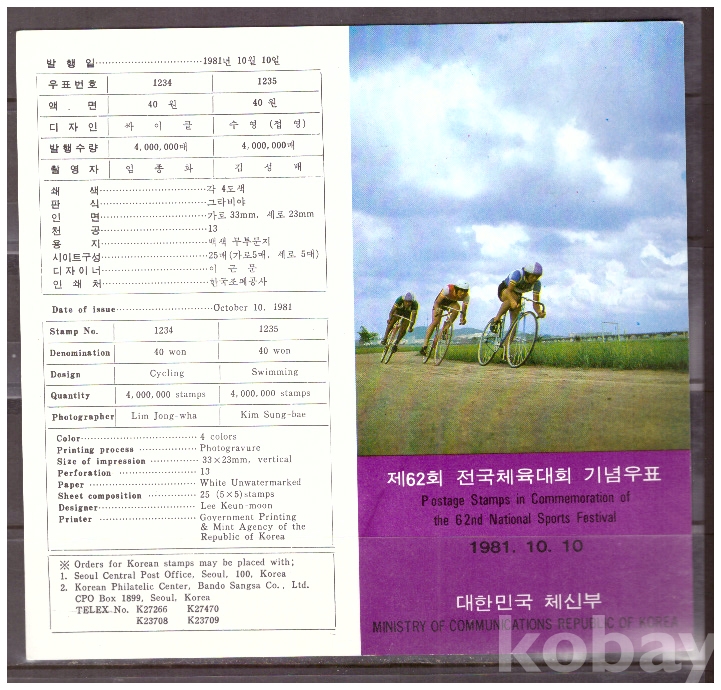 발 행 일 ························1981년 10월 10일
우표번호 1234 1235
액 . 면 40 원 40 원
디 자 인 싸 이 클 수 영 (접 영)
발행수량 4,000,000매 4,000,000매
촬 영 자 임 종 화 김 성 배
쇄 색························각 4도색
판 식························그라비야
인 면························가로 33mm, 세로 23mm
천 공························13
용 지························백색 무투문지
시이트구성························25매(가로5매, 세로 5매)
디 자 이 너························이 근 문
인 쇄 처························한국조폐공사
Date of issue························October 10, 1981
Stamp No. 1234 1235
Denomination 40 won 40 won
Design Cycling Swimming
Quantity 4,000,000 stamps 4,000,000 stamps
Photographer Lim Jong-wha Kim Sung-bae
Color························4 colors
Printing process ··············Photogravure
Size of impression ············33×23mm, vertical
Perforation ··················13
Paper ························White Unwatermarked
Sheet composition ············25 (5×5)stamps
Designer························Lee Keun-moon
Printer ························Government Printing
& Mint Agency of the
Republic of Korea
※ Orders for Korean stamps may be placed with;
1. Seoul Central Post Office, Seoul, 100, Korea
2. Korean Philatelic Center, Bando Sangsa Co., Ltd.
CPO Box 1899, Seoul, Korea
TELEX No. K27266 K27470
K23708 K23709
제62회 전국체육대회 기념우표
Postage Stamps in Commemoration of
the 62nd National Sports Festival
1981. 10. 10
대한민국 체신부
MINISTRY OF COMMUNICATIONS REPUBLIC OF KOREA
kobay